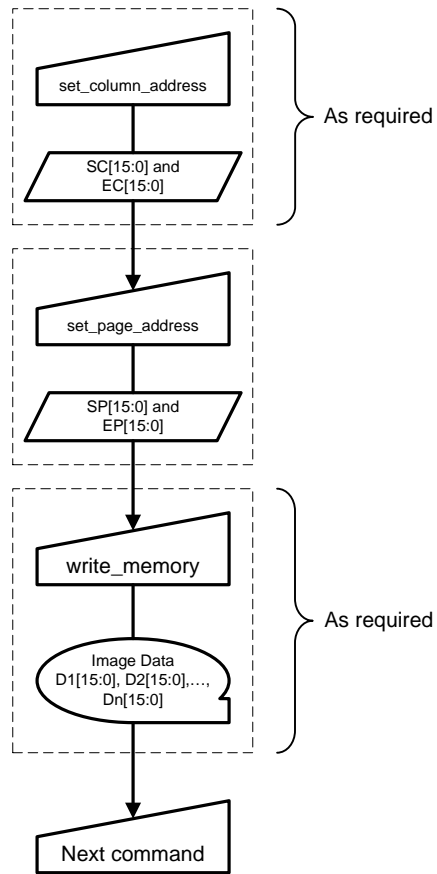 set_column_address
As required
SC[15:0] and
EC[15:0]
set_page_address
SP[15:0] and
EP[15:0]
write_memory
As required
Image Data
D1[15:0], D2[15:0],…,
Dn[15:0]
Next command